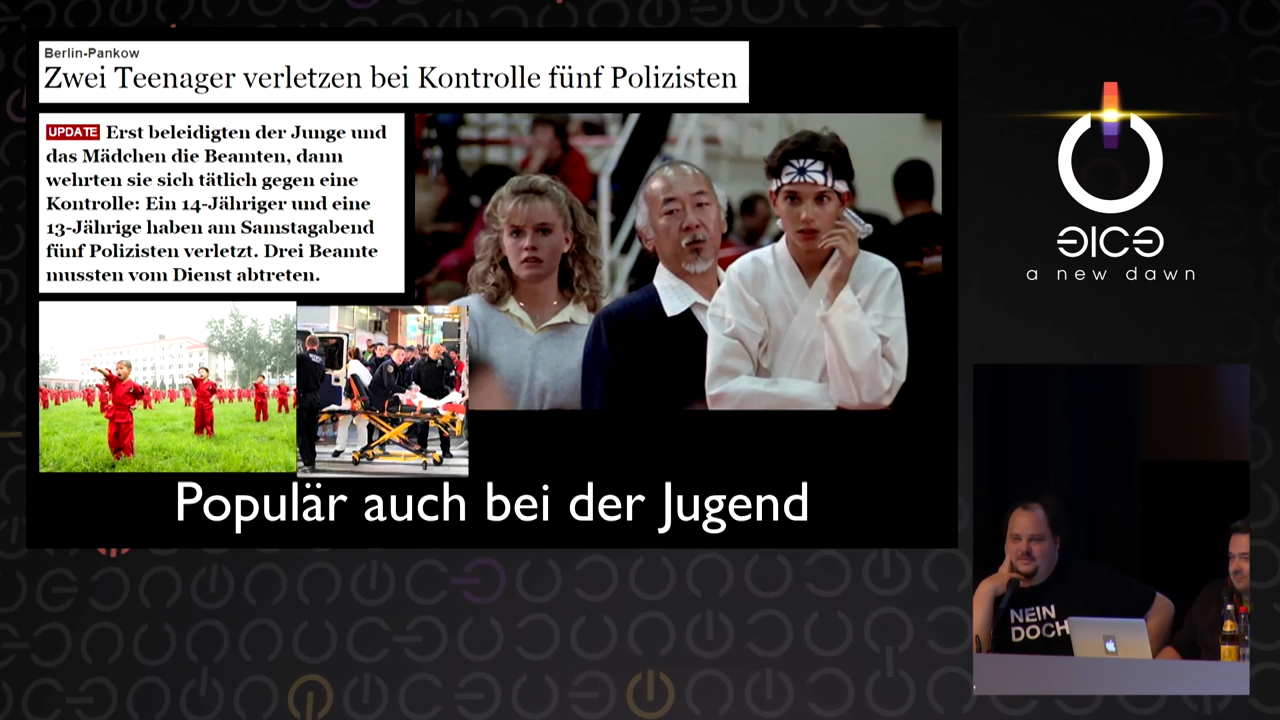 Berlin-Pankow
Zwei Teenager verletzen bei Kontrolle fünf Polizisten
UPDATE Erst beleidigten der Junge und
das Mädchen die Beamten, dann
wehrten sie sich tätlich gegen eine
Kontrolle: Ein 14-Jähriger und eine
13-Jährige haben am Samstagabend
fünf Polizisten verletzt. Drei Beamte
mussten vom Dienst abtreten.
Populär auch bei der Jugend
a new dawn
NEIN
DOCH